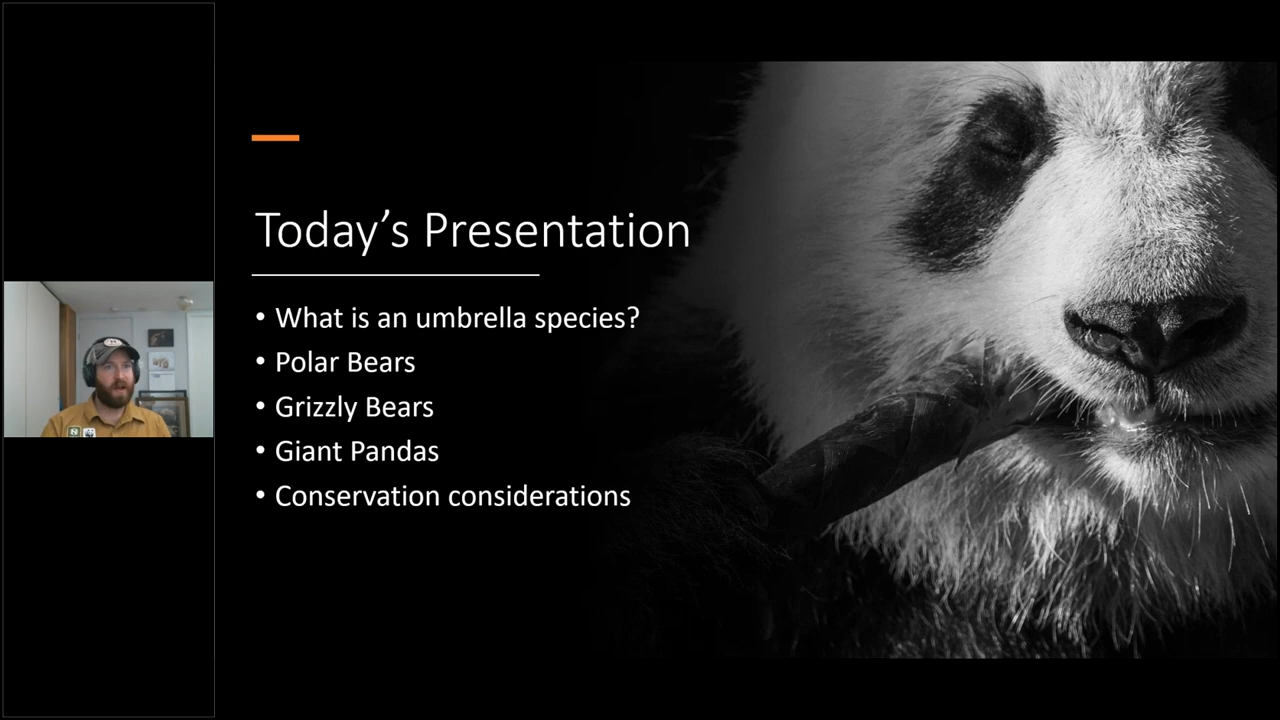 Today’s Presentation
• What is an umbrella species?
• Polar Bears
• Grizzly Bears
• Giant Pandas
• Conservation considerations